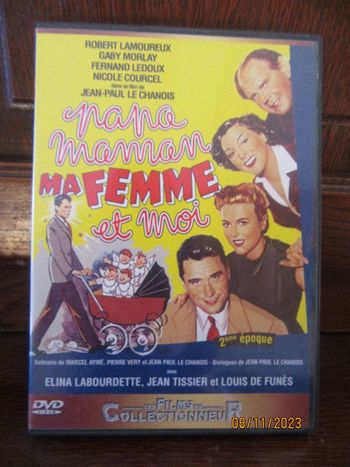 ROBERT LAMOUREUX
GABY MORLAY
FERNAND LEDOUX
NICOLE COURCEL
dans un film de
JEAN-PAUL LE CHANOIS
papa
maman
MA FEMME
et moi
2ème époque
Scénario de MARCEL AYMÉ, PIERRE VERY et JEAN-PAUL LE CHANOIS - Dialogues de JEAN-PAUL LE CHANOIS
avec
ELINA LABOURDETTE, JEAN TISSIER et LOUIS DE FUNÈS
DVD
VIDEO
LES FILMS DU
COLLECTIONNEUR
08/11/2023